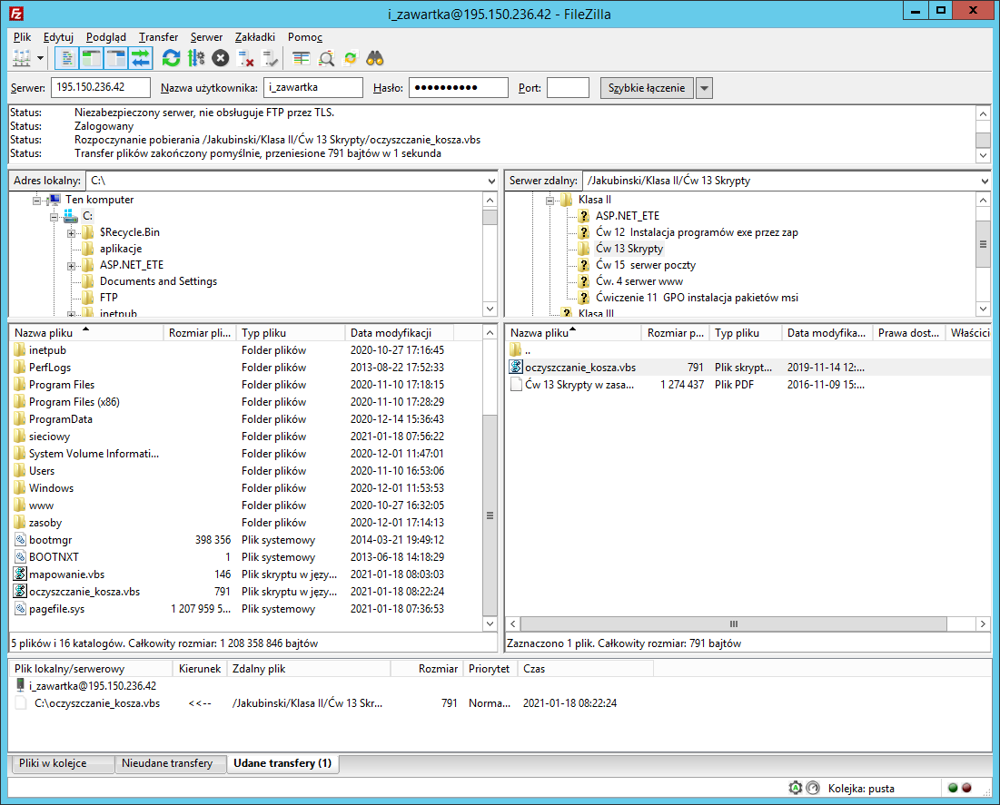 i_zawartka@195.150.236.42 - FileZilla
Plik Edytuj Podgląd Transfer Serwer Zakładki Pomoc
Serwer: 195.150.236.42 Nazwa użytkownika: i_zawartka Hasło: ●●●●●●●●●● Port: Szybkie łączenie
Status: Niezabezpieczony serwer, nie obsługuje FTP przez TLS.
Status: Zalogowany
Status: Rozpoczynanie pobierania /Jakubinski/Klasa II/Ćw 13 Skrypty/oczyszczanie_kosza.vbs
Status: Transfer plików zakończony pomyślnie, przeniesione 791 bajtów w 1 sekunda
Adres lokalny: C:\
Ten komputer
C:
$Recycle.Bin
aplikacje
ASP.NET_ETE
Documents and Settings
FTP
inetpub
Serwer zdalny: /Jakubinski/Klasa II/Ćw 13 Skrypty
Klasa II
ASP.NET_ETE
Ćw 12 Instalacja programów exe przez zap
Ćw 13 Skrypty
Ćw 15 serwer poczty
Ćw. 4 serwer www
Ćwiczenie 11 GPO instalacja pakietów msi
Klasa III
Nazwa pliku Rozmiar pli... Typ pliku Data modyfikacji
inetpub Folder plików 2020-10-27 17:16:45
PerfLogs Folder plików 2013-08-22 17:52:33
Program Files Folder plików 2020-11-10 17:18:15
Program Files (x86) Folder plików 2020-11-10 17:28:29
ProgramData Folder plików 2020-12-14 15:36:43
sieciowy Folder plików 2021-01-18 07:56:22
System Volume Informati... Folder plików 2020-12-01 11:47:01
Users Folder plików 2020-11-10 16:53:06
Windows Folder plików 2020-12-01 11:53:53
www Folder plików 2020-10-27 16:32:05
zasoby Folder plików 2020-12-01 17:14:13
bootmgr 398 356 Plik systemowy 2014-03-21 19:49:12
BOOTNXT 1 Plik systemowy 2013-06-18 14:18:29
mapowanie.vbs 146 Plik skryptu w języ... 2021-01-18 08:03:03
oczyszczanie_kosza.vbs 791 Plik skryptu w języ... 2021-01-18 08:22:24
pagefile.sys 1 207 959 5... Plik systemowy 2021-01-18 07:36:53
5 plików i 16 katalogów. Całkowity rozmiar: 1 208 358 846 bajtów
Nazwa pliku Rozmiar p... Typ pliku Data modyfika... Prawa dost... Właścici
..
oczyszczanie_kosza.vbs 791 Plik skrypt... 2019-11-14 12:...
Ćw 13 Skrypty w zasa... 1 274 437 Plik PDF 2016-11-09 15:...
Zaznaczono 1 plik. Całkowity rozmiar: 791 bajtów
Plik lokalny/serwerowy Kierunek Zdalny plik Rozmiar Priorytet Czas
i_zawartka@195.150.236.42
C:\oczyszczanie_kosza.vbs <<-- /Jakubinski/Klasa II/Ćw 13 Skr... 791 Norma... 2021-01-18 08:22:24
Pliki w kolejce Nieudane transfery Udane transfery (1)
Kolejka: pusta